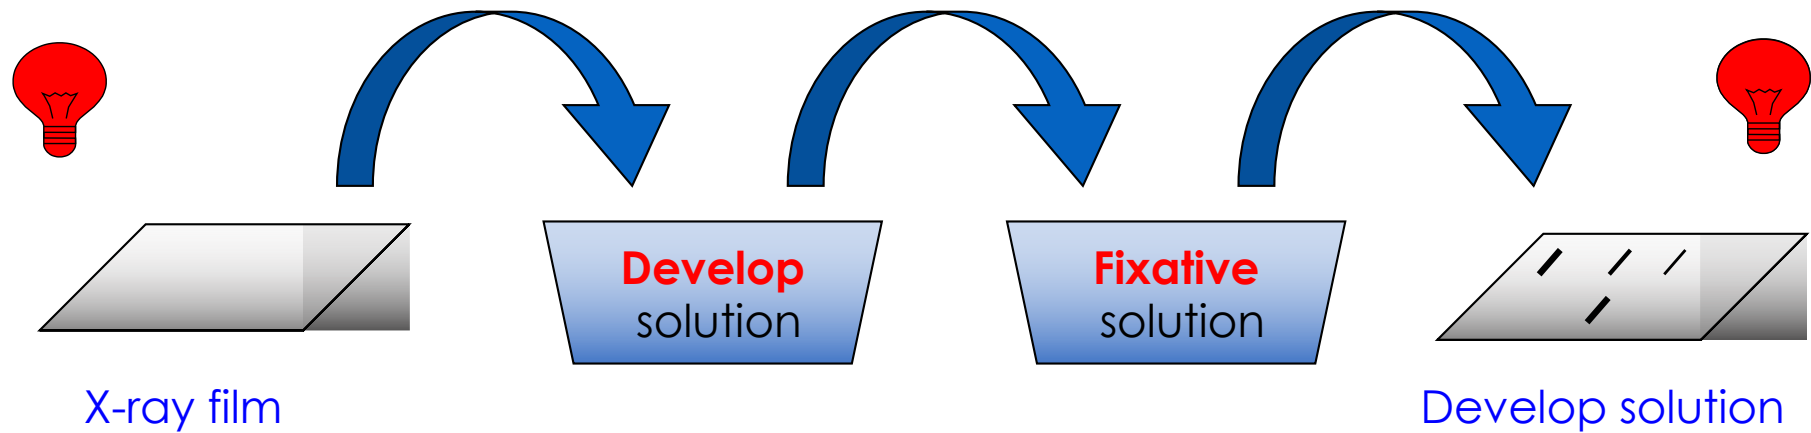 Develop
solution
Fixative
solution
X-ray film
Develop solution